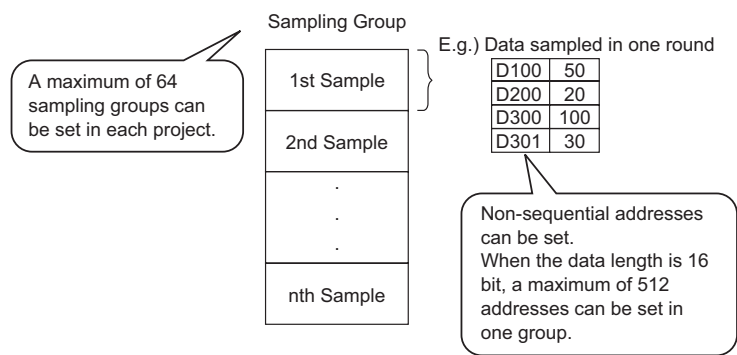 Sampling Group
E.g.) Data sampled in one round
A maximum of 64
sampling groups can
be set in each project.
1st Sample
2nd Sample
.
.
.
nth Sample
D100 50
D200 20
D300 100
D301 30
Non-sequential addresses
can be set.
When the data length is 16
bit, a maximum of 512
addresses can be set in
one group.